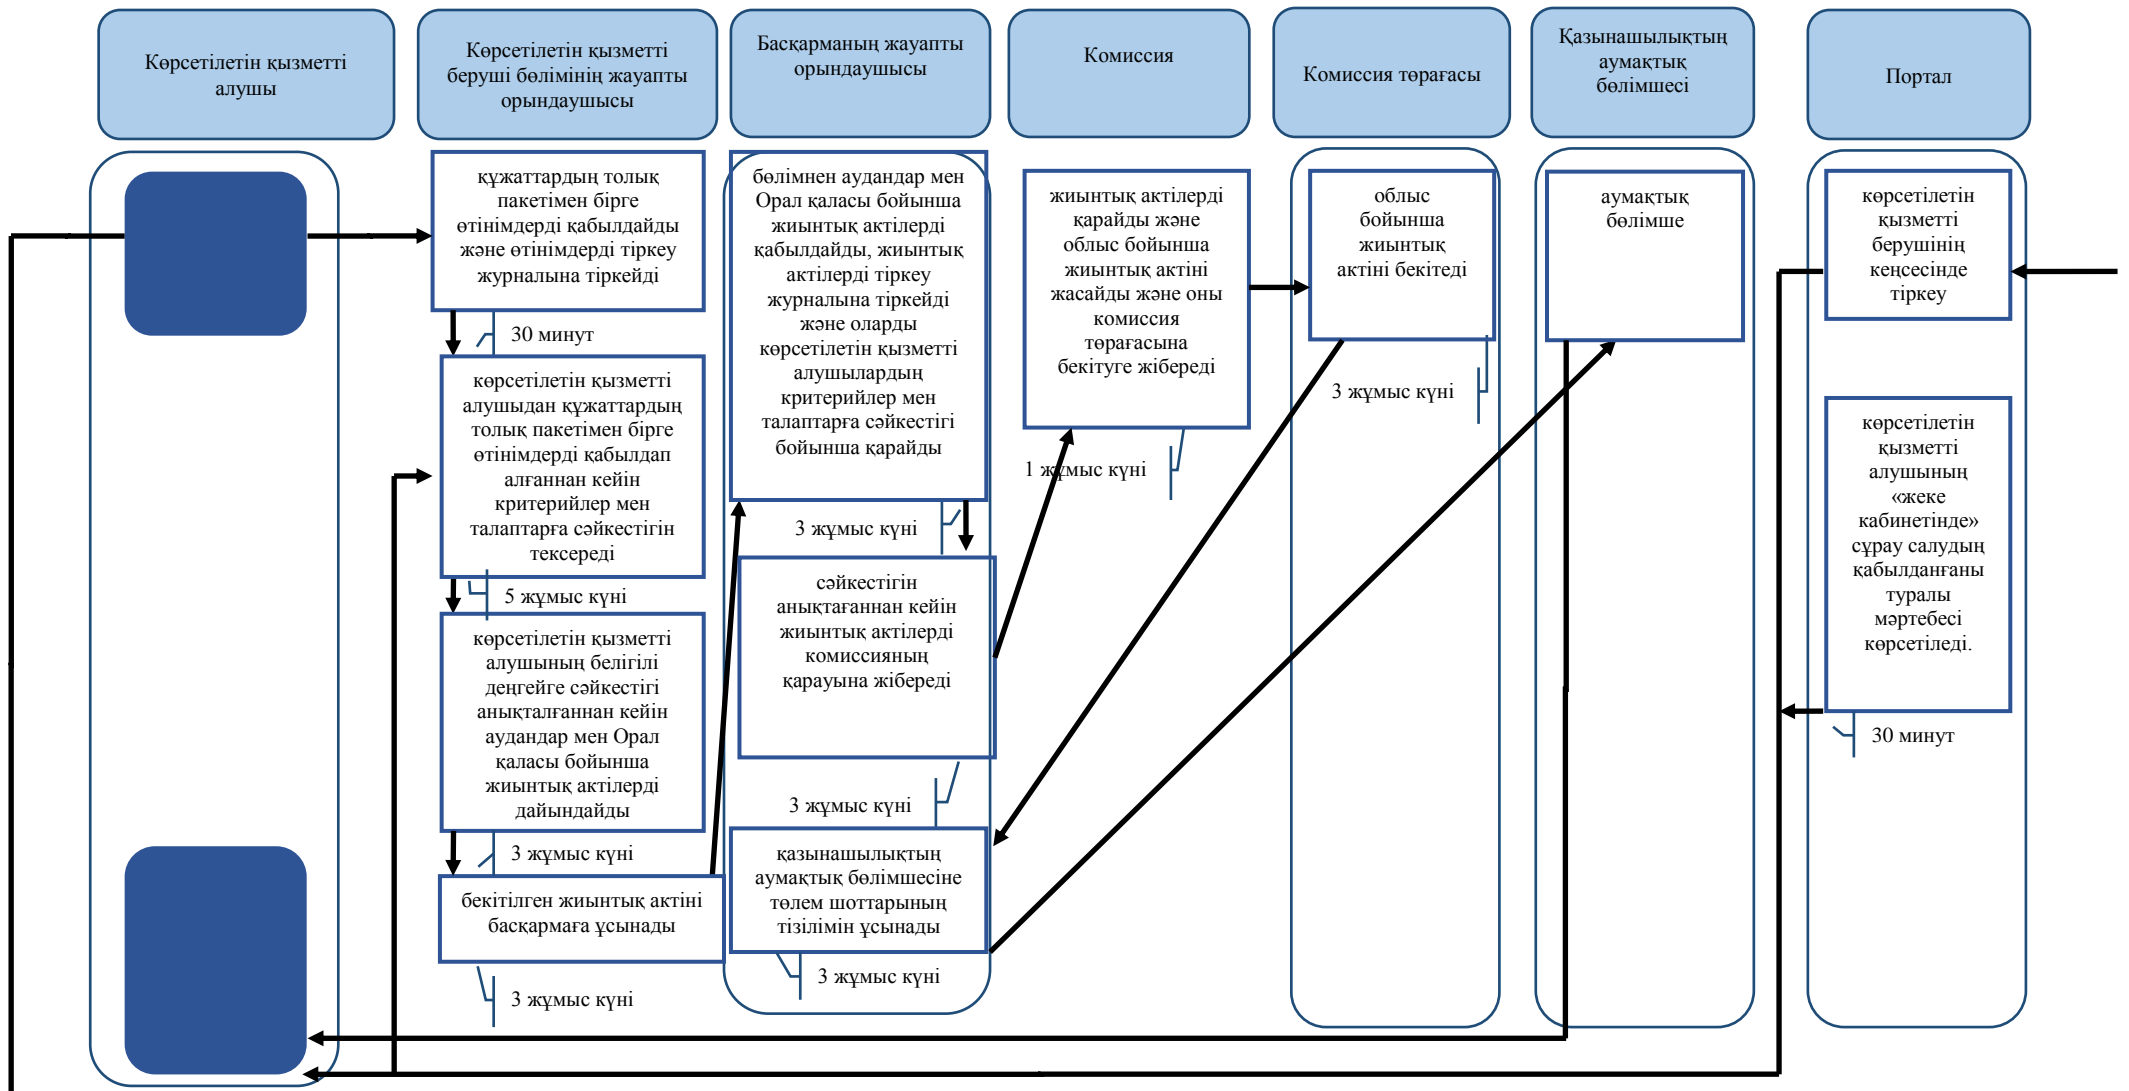 Көрсетілетін қызметті
алушы
Көрсетілетін қызметті
беруші бөлімінің жауапты
орындаушысы
Басқарманың жауапты
орындаушысы
Комиссия
Комиссия төрағасы
Қазынашылықтың
аумақтық
бөлімшесі
Портал
құжаттардың толық
пакетімен бірге
өтінімдерді қабылдайды
және өтінімдерді тіркеу
журналына тіркейді
30 минут
көрсетілетін қызметті
алушыдан құжаттардың
толық пакетімен бірге
өтінімдерді қабылдап
алғаннан кейін
критерийлер мен
талаптарға сәйкестігін
тексереді
5 жұмыс күні
көрсетілетін қызметті
алушының белигілі
деңгейге сәйкестігі
анықталғаннан кейін
аудандар мен Орал
қаласы бойынша
жиынтық актілерді
дайындайды
3 жұмыс күні
бекітілген жиынтық актіні
басқармаға ұсынады
3 жұмыс күні
бөлімнен аудандар мен
Орал қаласы бойынша
жиынтық актілерді
қабылдайды, жиынтық
актілерді тіркеу
журналына тіркейді
және оларды
көрсетілетін қызметті
алушылардың
критерийлер мен
талаптарға сәйкестігі
бойынша қарайды
3 жұмыс күні
сәйкестігін
анықтағаннан кейін
жиынтық актілерді
комиссияның
қарауына жібереді
3 жұмыс күні
қазынашылықтың
аумақтық бөлімшесіне
төлем шоттарының
тізілімін ұсынады
3 жұмыс күні
жиынтық актілерді
қарайды және
облыс бойынша
жиынтық актіні
жасайды және оны
комиссия
төрағасына
бекітуге жібереді
1 жұмыс күні
облыс
бойынша
жиынтық
актіні бекітеді
3 жұмыс күні
аумақтық
бөлімше
көрсетілетін
қызметті
берушінің
кеңсесінде
тіркеу
көрсетілетін
қызметті
алушының
«жеке
кабинетінде»
сұрау салудың
қабылданғаны
туралы
мәртебесі
көрсетіледі.
30 минут